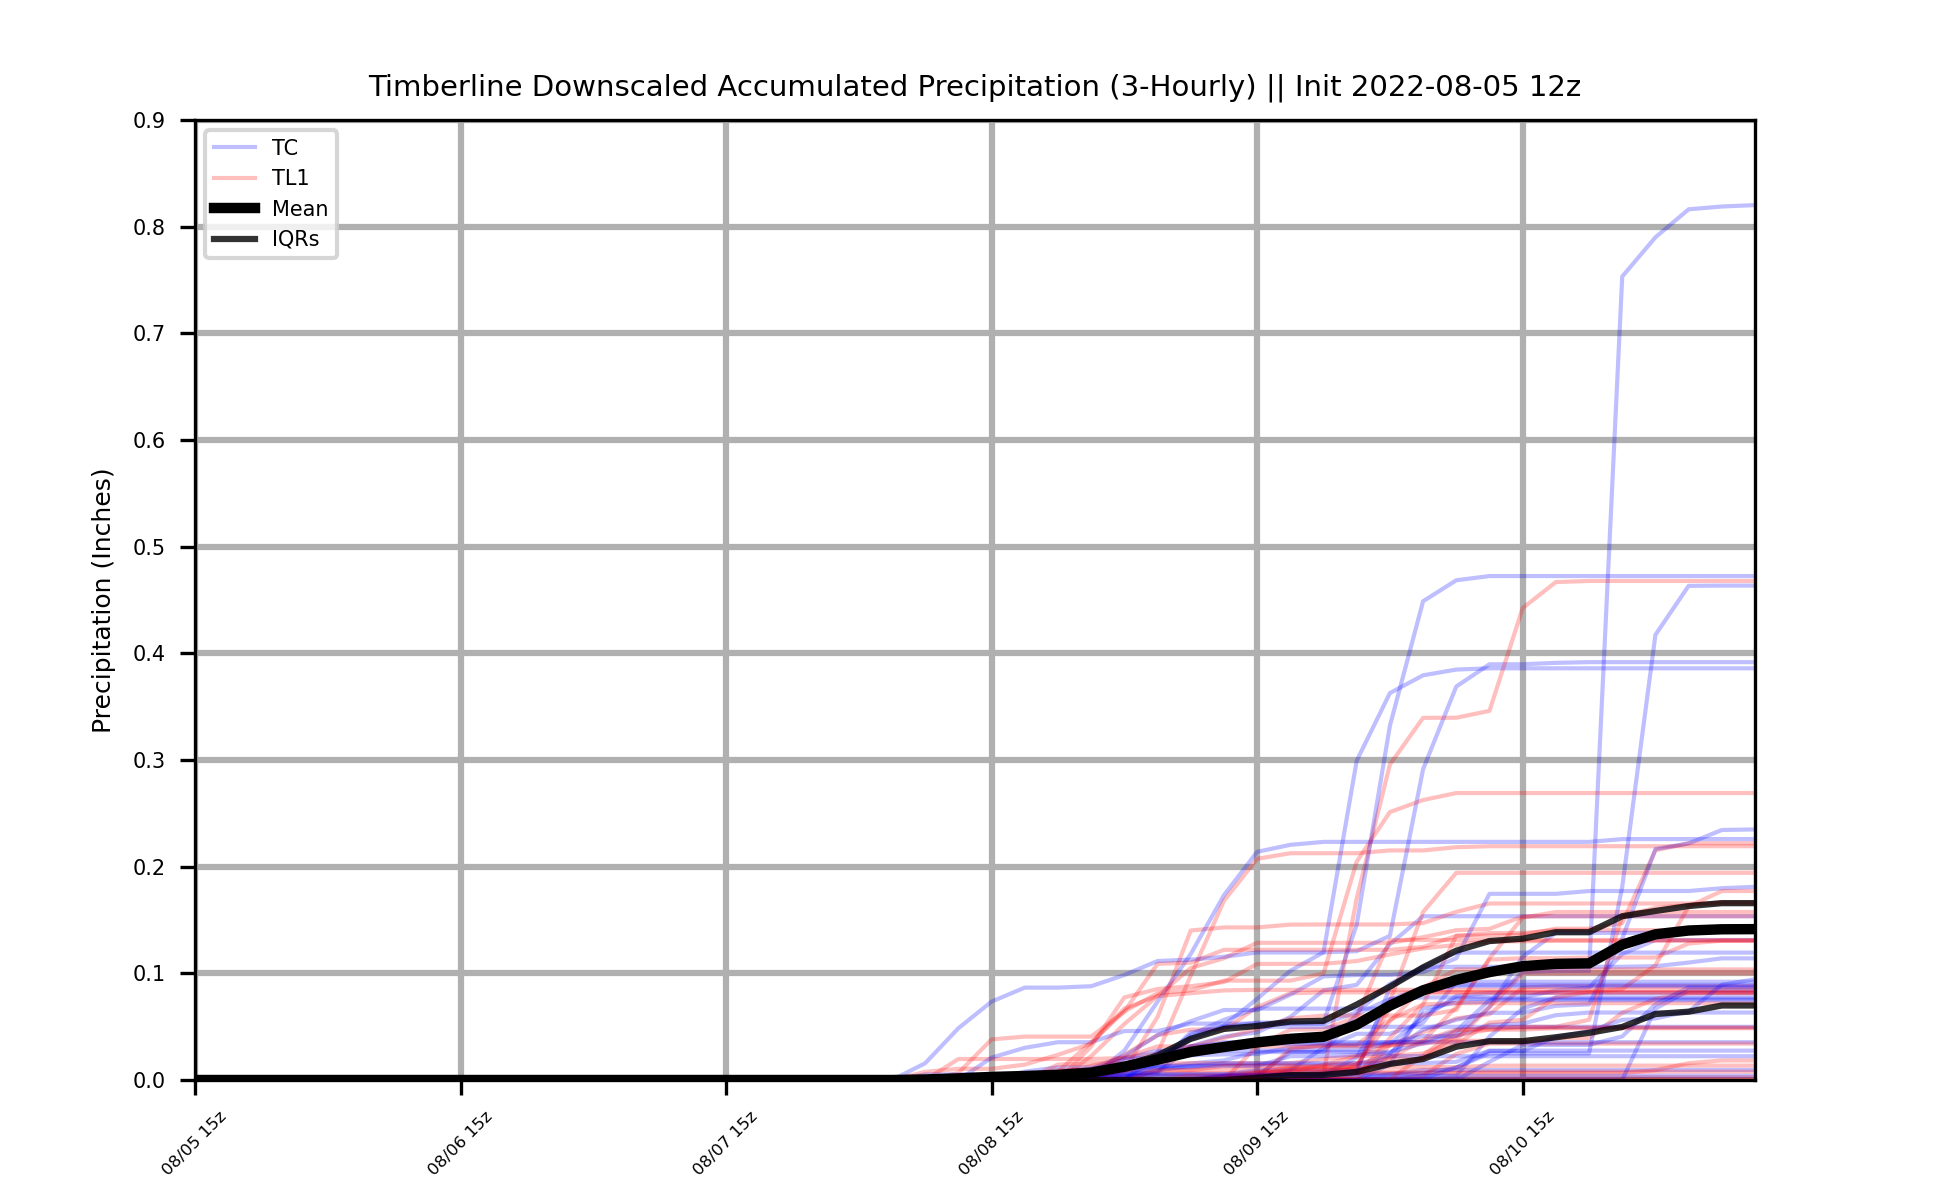 Timberline Downscaled Accumulated Precipitation (3-Hourly) || Init 2022-08-05 12z
TC
TL1
Mean
IQRs
Precipitation (Inches)
0.9
0.8
0.7
0.6
0.5
0.4
0.3
0.2
0.1
0.0
08/05 15z
08/06 15z
08/07 15z
08/08 15z
08/09 15z
08/10 15z